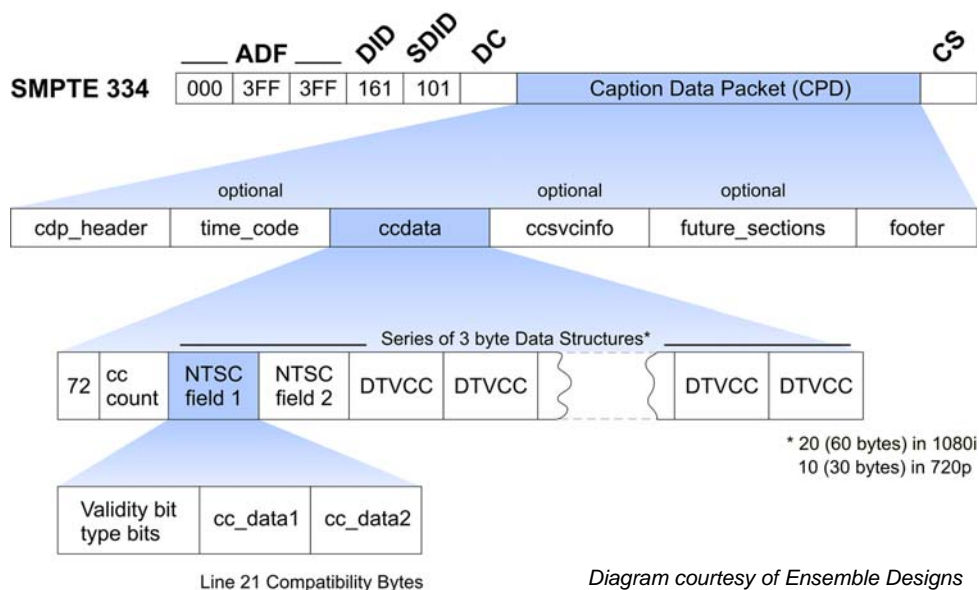 ADF DID SDID DC CS
SMPTE 334 000 3FF 3FF 161 101 Caption Data Packet (CPD)
optional optional optional
cdp_header time_code ccdata ccsvcinfo future_sections footer
Series of 3 byte Data Structures*
72 cc count NTSC field 1 NTSC field 2 DTVCC DTVCC DTVCC DTVCC
* 20 (60 bytes) in 1080i
10 (30 bytes) in 720p
Validity bit type bits cc_data1 cc_data2
Line 21 Compatibility Bytes
Diagram courtesy of Ensemble Designs